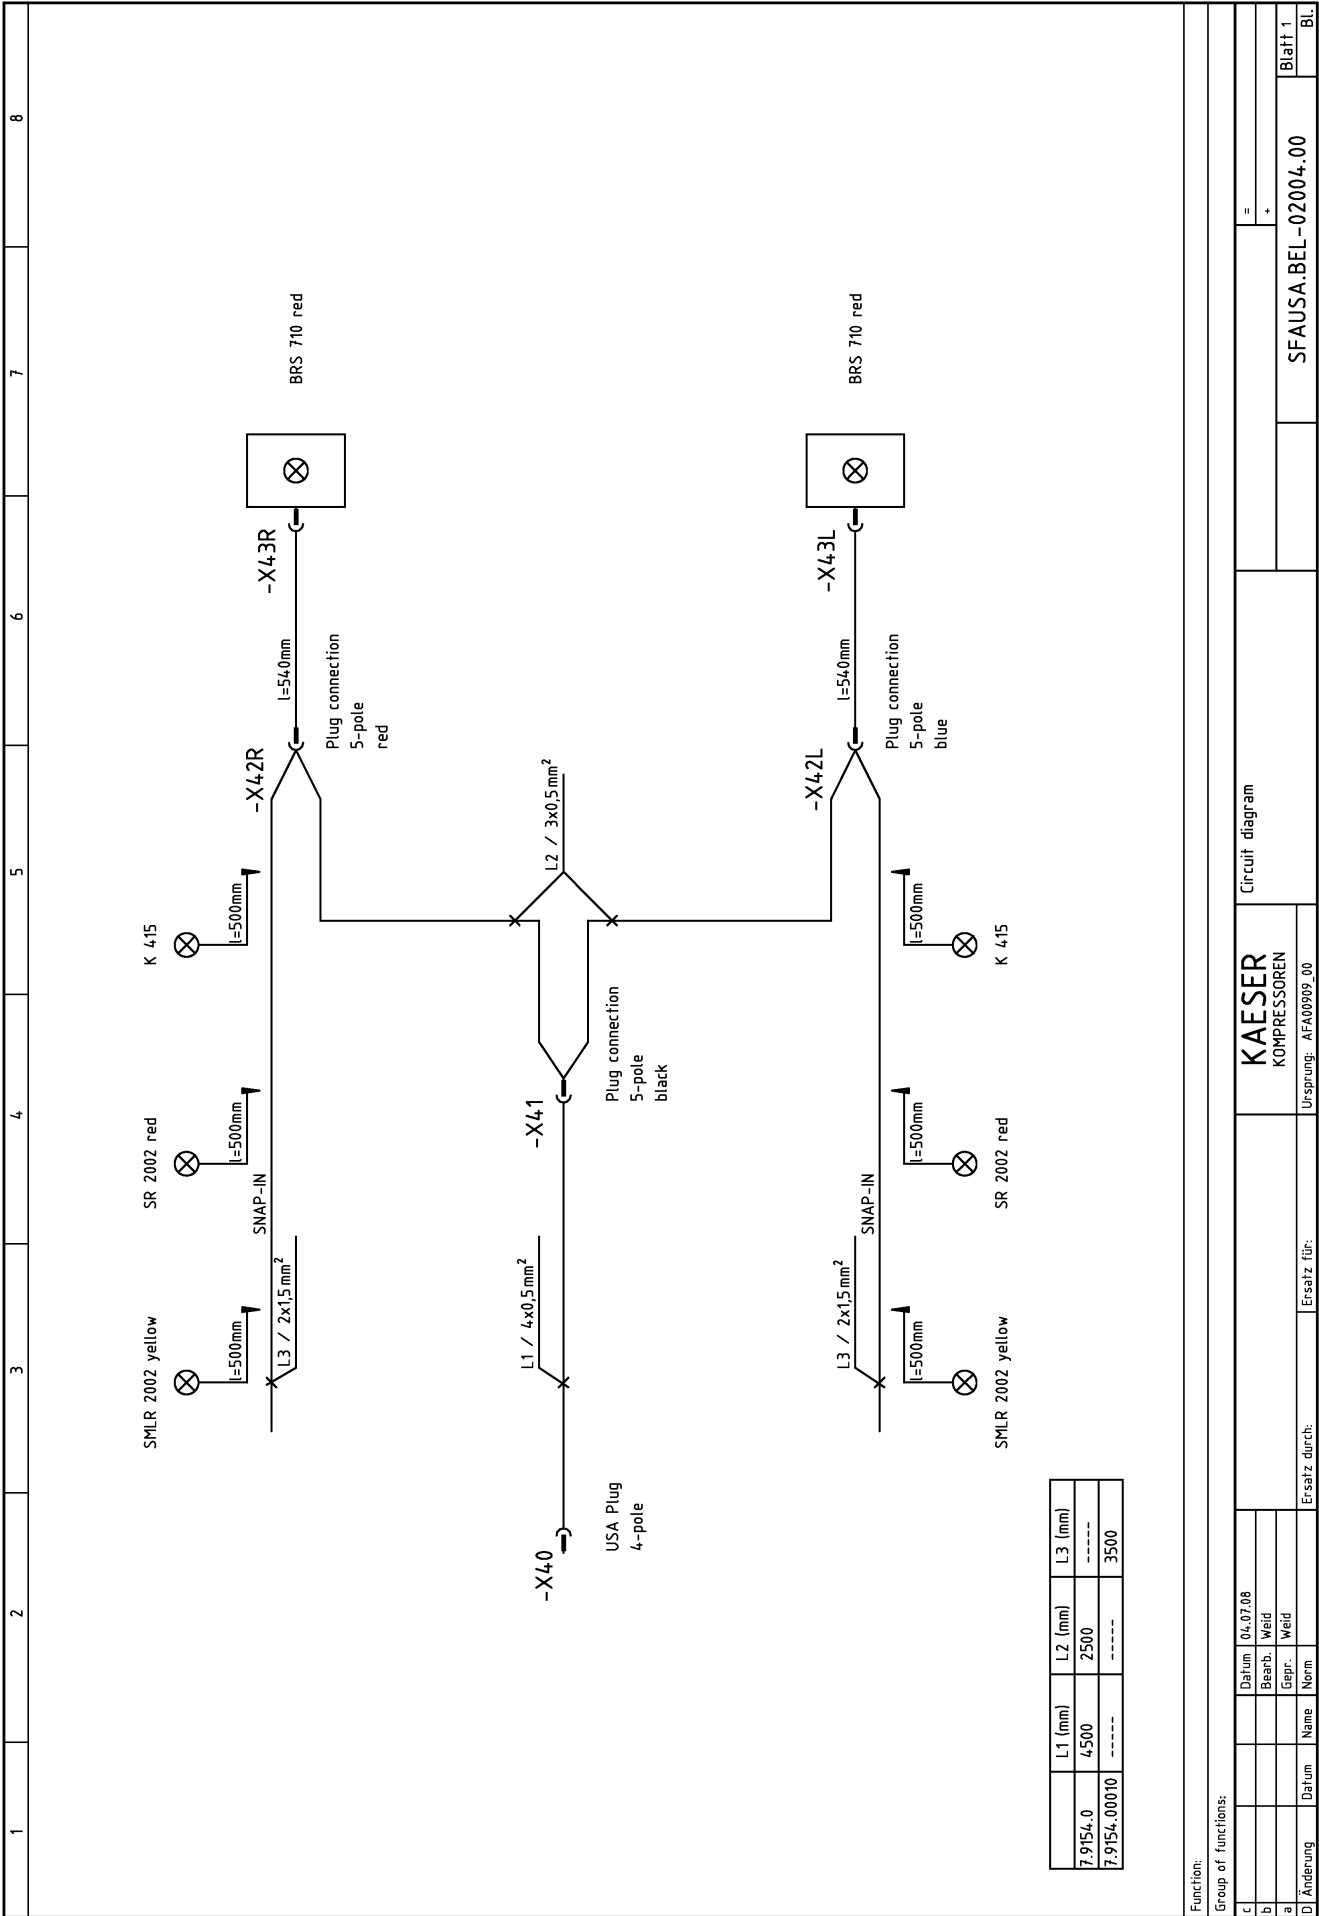 1
2
3
4
5
6
7
8
SMLR 2002 yellow
SR 2002 red
K 415
l=500mm
l=500mm
l=500mm
SNAP-IN
L3 / 2x1,5mm²
-X42R
l=540mm
-X43R
BRS 710 red
Plug connection
5-pole
red
-X40
USA Plug
4-pole
L1 / 4x0,5mm²
-X41
Plug connection
5-pole
black
L2 / 3x0,5mm²
-X42L
l=540mm
-X43L
BRS 710 red
Plug connection
5-pole
blue
L3 / 2x1,5mm²
SNAP-IN
l=500mm
l=500mm
l=500mm
SMLR 2002 yellow
SR 2002 red
K 415
L1 (mm) L2 (mm) L3 (mm)
7.9154.0 4500 2500 -----
7.9154.00010 ----- ----- 3500
Function:
Group of functions:
c Datum 04.07.08
b Bearb. Weid
a Gepr. Weid
D Änderung Datum Name Norm
Ersatz durch:
Ersatz für:
KAESER
KOMPRESSOREN
Ursprung: AFA00909_00
Circuit diagram
=
+
SFAUSA.BEL-02004.00
Blatt 1
Bl.